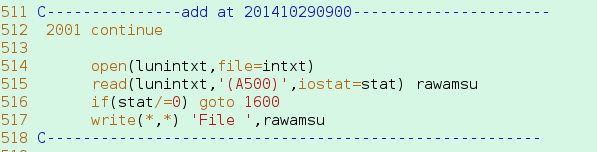 511 C---------------add at 201410290900----------------------
512  2001 continue
513
514       open(lunintxt,file=intxt)
515       read(lunintxt,'(A500)',iostat=stat) rawamsu
516       if(stat/=0) goto 1600
517       write(*,*) 'File ',rawamsu
518 C-------------------------------------------------------